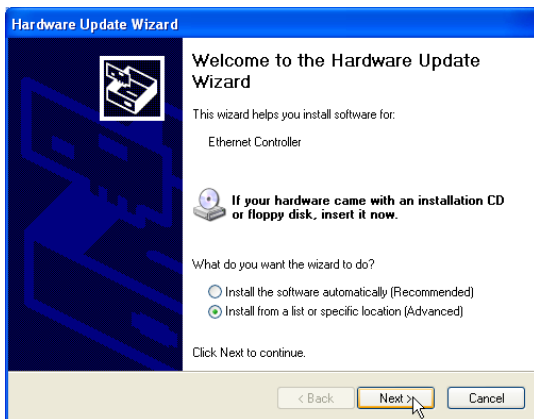 Hardware Update Wizard
Welcome to the Hardware Update
Wizard
This wizard helps you install software for:
Ethernet Controller
If your hardware came with an installation CD
or floppy disk, insert it now.
What do you want the wizard to do?
Install the software automatically (Recommended)
Install from a list or specific location (Advanced)
Click Next to continue.
< Back Next > Cancel